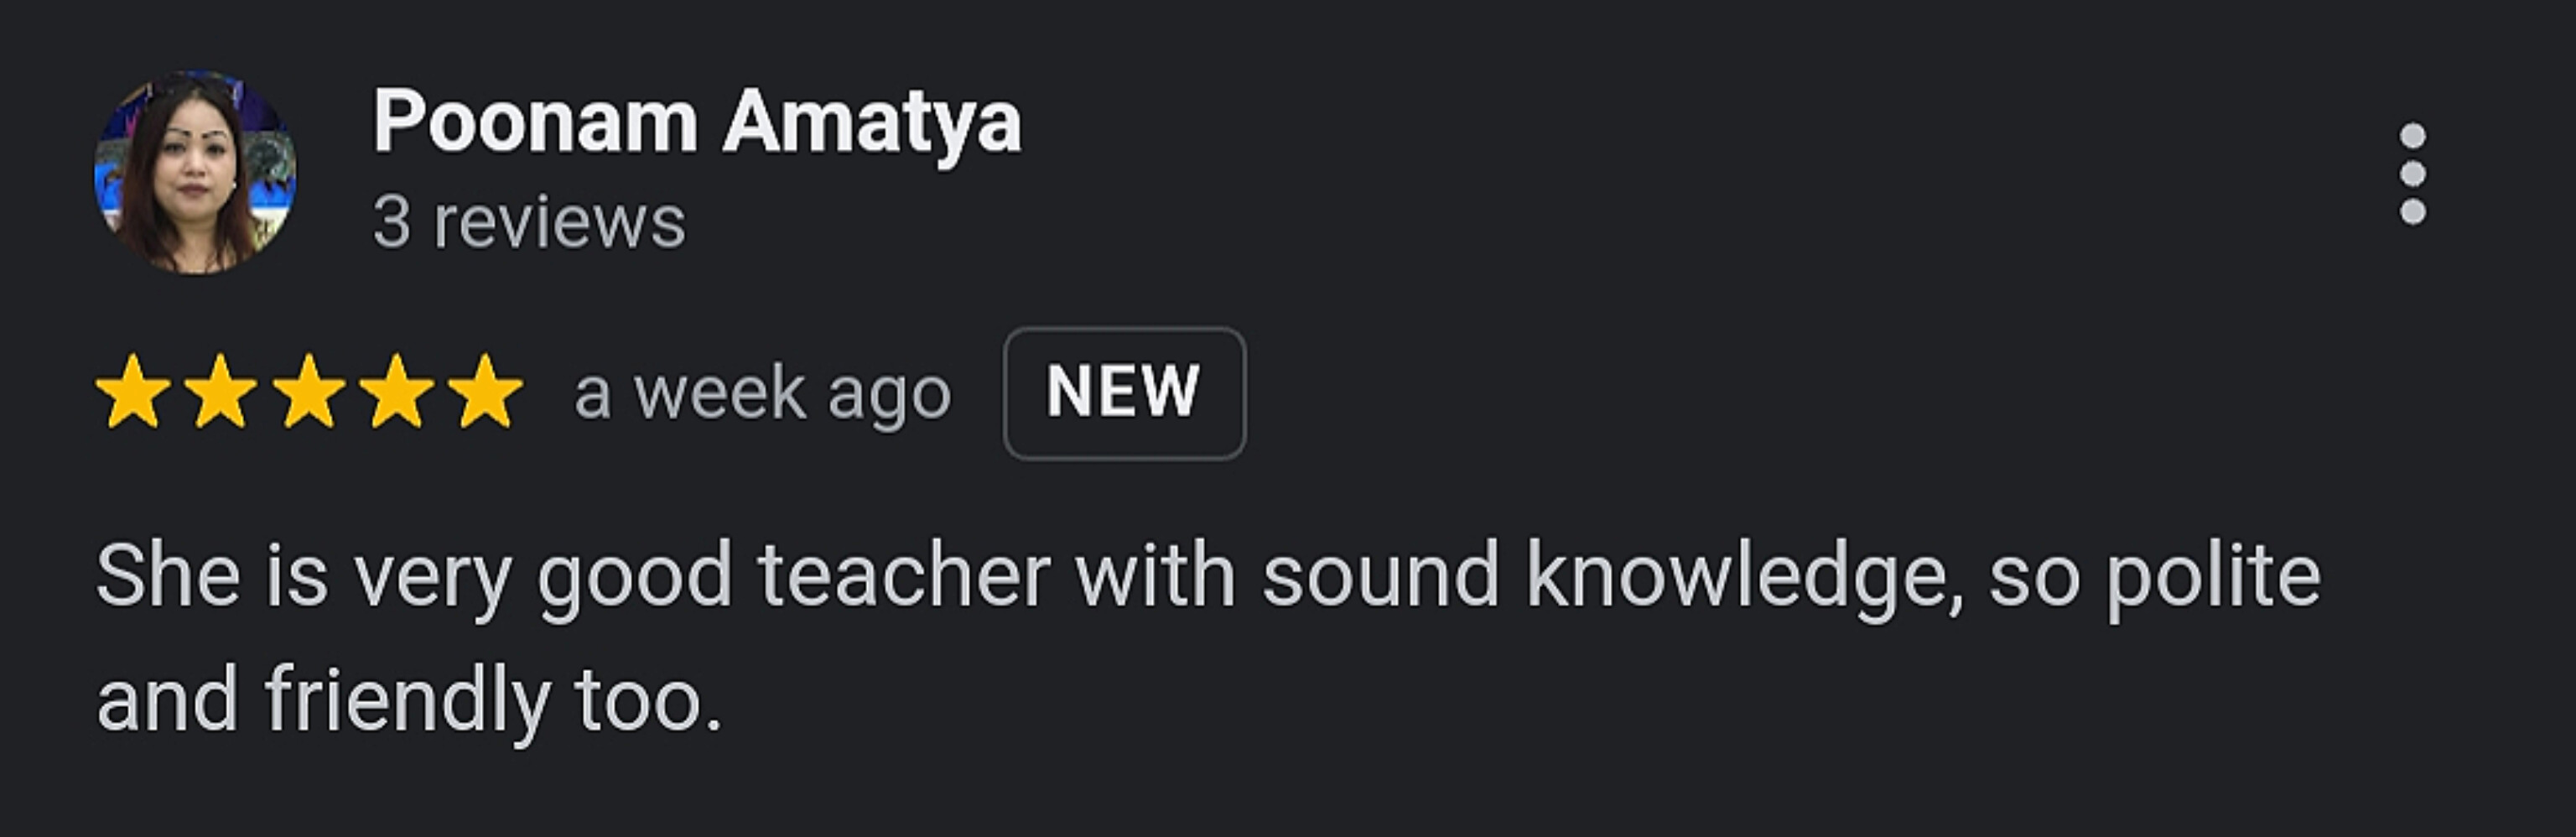 Poonam Amatya
3 reviews
a week ago NEW
She is very good teacher with sound knowledge, so polite
and friendly too.